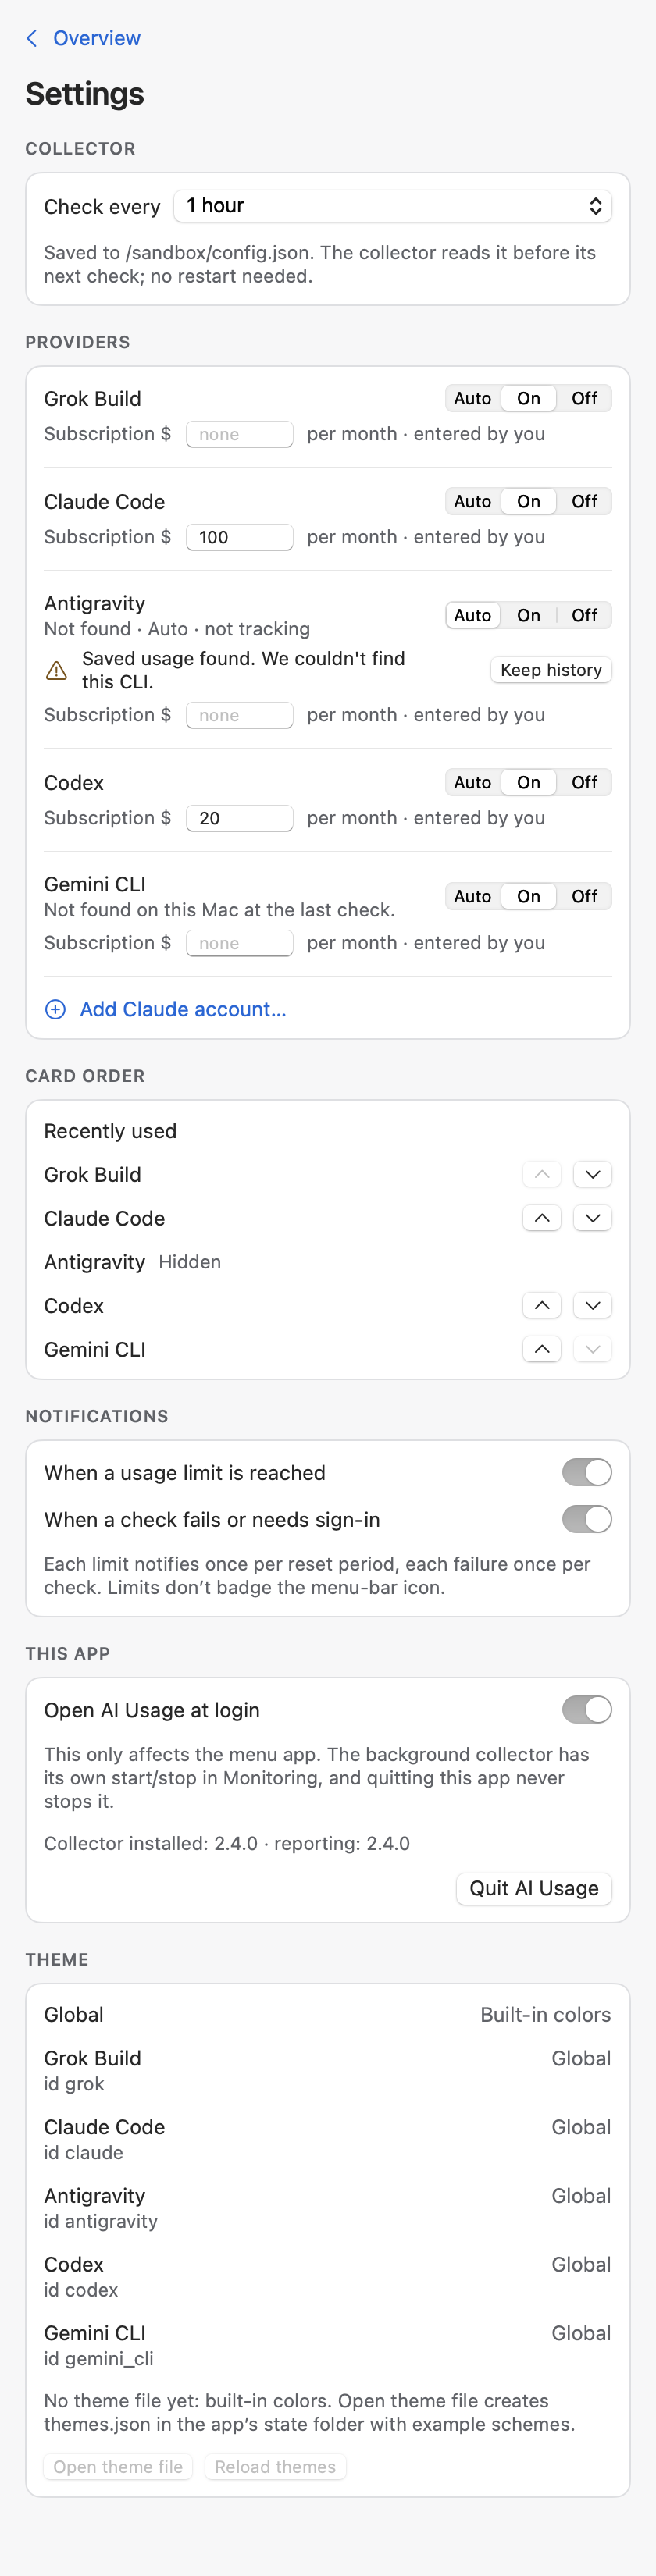 Overview
Settings
COLLECTOR
Check every 1 hour
Saved to /sandbox/config.json. The collector reads it before its
next check; no restart needed.
PROVIDERS
Grok Build Auto On Off
Subscription $ none per month · entered by you
Claude Code Auto On Off
Subscription $ 100 per month · entered by you
Antigravity Auto On Off
Not found · Auto · not tracking
Saved usage found. We couldn't find
this CLI.
Keep history
Subscription $ none per month · entered by you
Codex Auto On Off
Subscription $ 20 per month · entered by you
Gemini CLI Auto On Off
Not found on this Mac at the last check.
Subscription $ none per month · entered by you
Add Claude account...
CARD ORDER
Recently used
Grok Build
Claude Code
Antigravity Hidden
Codex
Gemini CLI
NOTIFICATIONS
When a usage limit is reached
When a check fails or needs sign-in
Each limit notifies once per reset period, each failure once per
check. Limits don’t badge the menu-bar icon.
THIS APP
Open AI Usage at login
This only affects the menu app. The background collector has
its own start/stop in Monitoring, and quitting this app never
stops it.
Collector installed: 2.4.0 · reporting: 2.4.0
Quit AI Usage
THEME
Global Built-in colors
Grok Build Global
id grok
Claude Code Global
id claude
Antigravity Global
id antigravity
Codex Global
id codex
Gemini CLI Global
id gemini_cli
No theme file yet: built-in colors. Open theme file creates
themes.json in the app’s state folder with example schemes.
Open theme file Reload themes